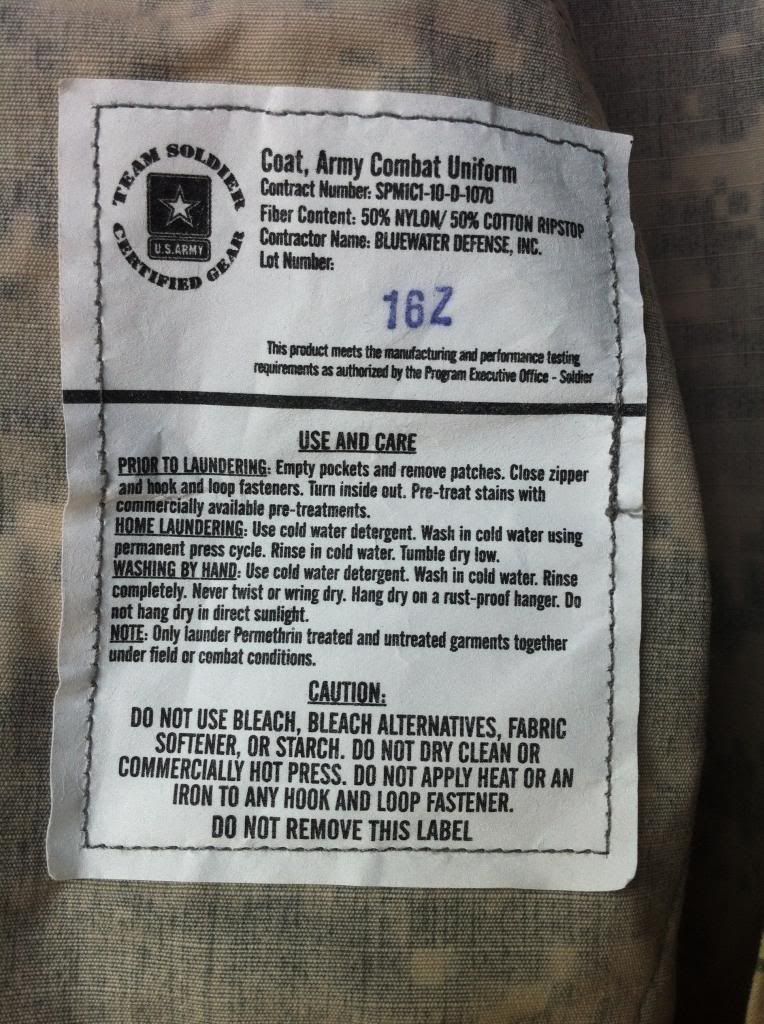 TEAM SOLDIER
U.S.ARMY
CERTIFIED GEAR
Coat, Army Combat Uniform
Contract Number: SPM1C1-10-D-1070
Fiber Content: 50% NYLON/ 50% COTTON RIPSTOP
Contractor Name: BLUEWATER DEFENSE, INC.
Lot Number:
16Z
This product meets the manufacturing and performance testing
requirements as authorized by the Program Executive Office - Soldier
USE AND CARE
PRIOR TO LAUNDERING: Empty pockets and remove patches. Close zipper
and hook and loop fasteners. Turn inside out. Pre-treat stains with
commercially available pre-treatments.
HOME LAUNDERING: Use cold water detergent. Wash in cold water using
permanent press cycle. Rinse in cold water. Tumble dry low.
WASHING BY HAND: Use cold water detergent. Wash in cold water. Rinse
completely. Never twist or wring dry. Hang dry on a rust-proof hanger. Do
not hang dry in direct sunlight.
NOTE: Only launder Permethrin treated and untreated garments together
under field or combat conditions.
CAUTION:
DO NOT USE BLEACH, BLEACH ALTERNATIVES, FABRIC
SOFTENER, OR STARCH. DO NOT DRY CLEAN OR
COMMERCIALLY HOT PRESS. DO NOT APPLY HEAT OR AN
IRON TO ANY HOOK AND LOOP FASTENER.
DO NOT REMOVE THIS LABEL